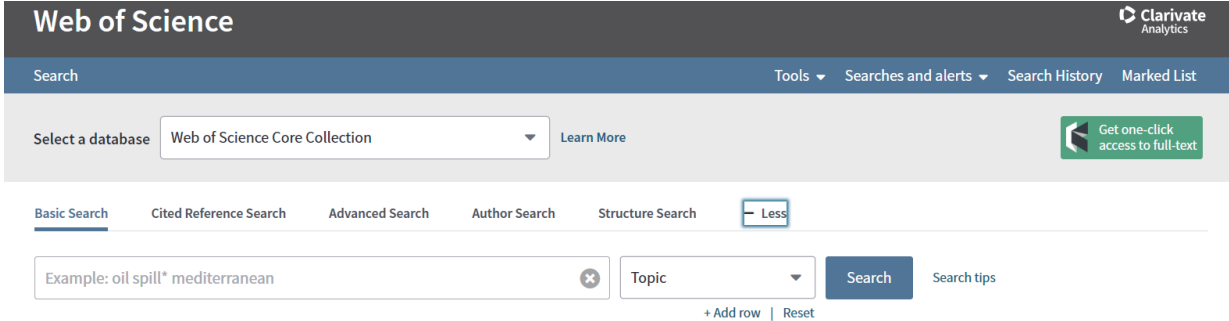 Web of Science
Clarivate
Analytics
Search
Tools
Searches and alerts
Search History
Marked List
Select a database
Web of Science Core Collection
Learn More
Get one-click
access to full-text
Basic Search
Cited Reference Search
Advanced Search
Author Search
Structure Search
− Less
Example: oil spill* mediterranean
Topic
Search
Search tips
+ Add row | Reset